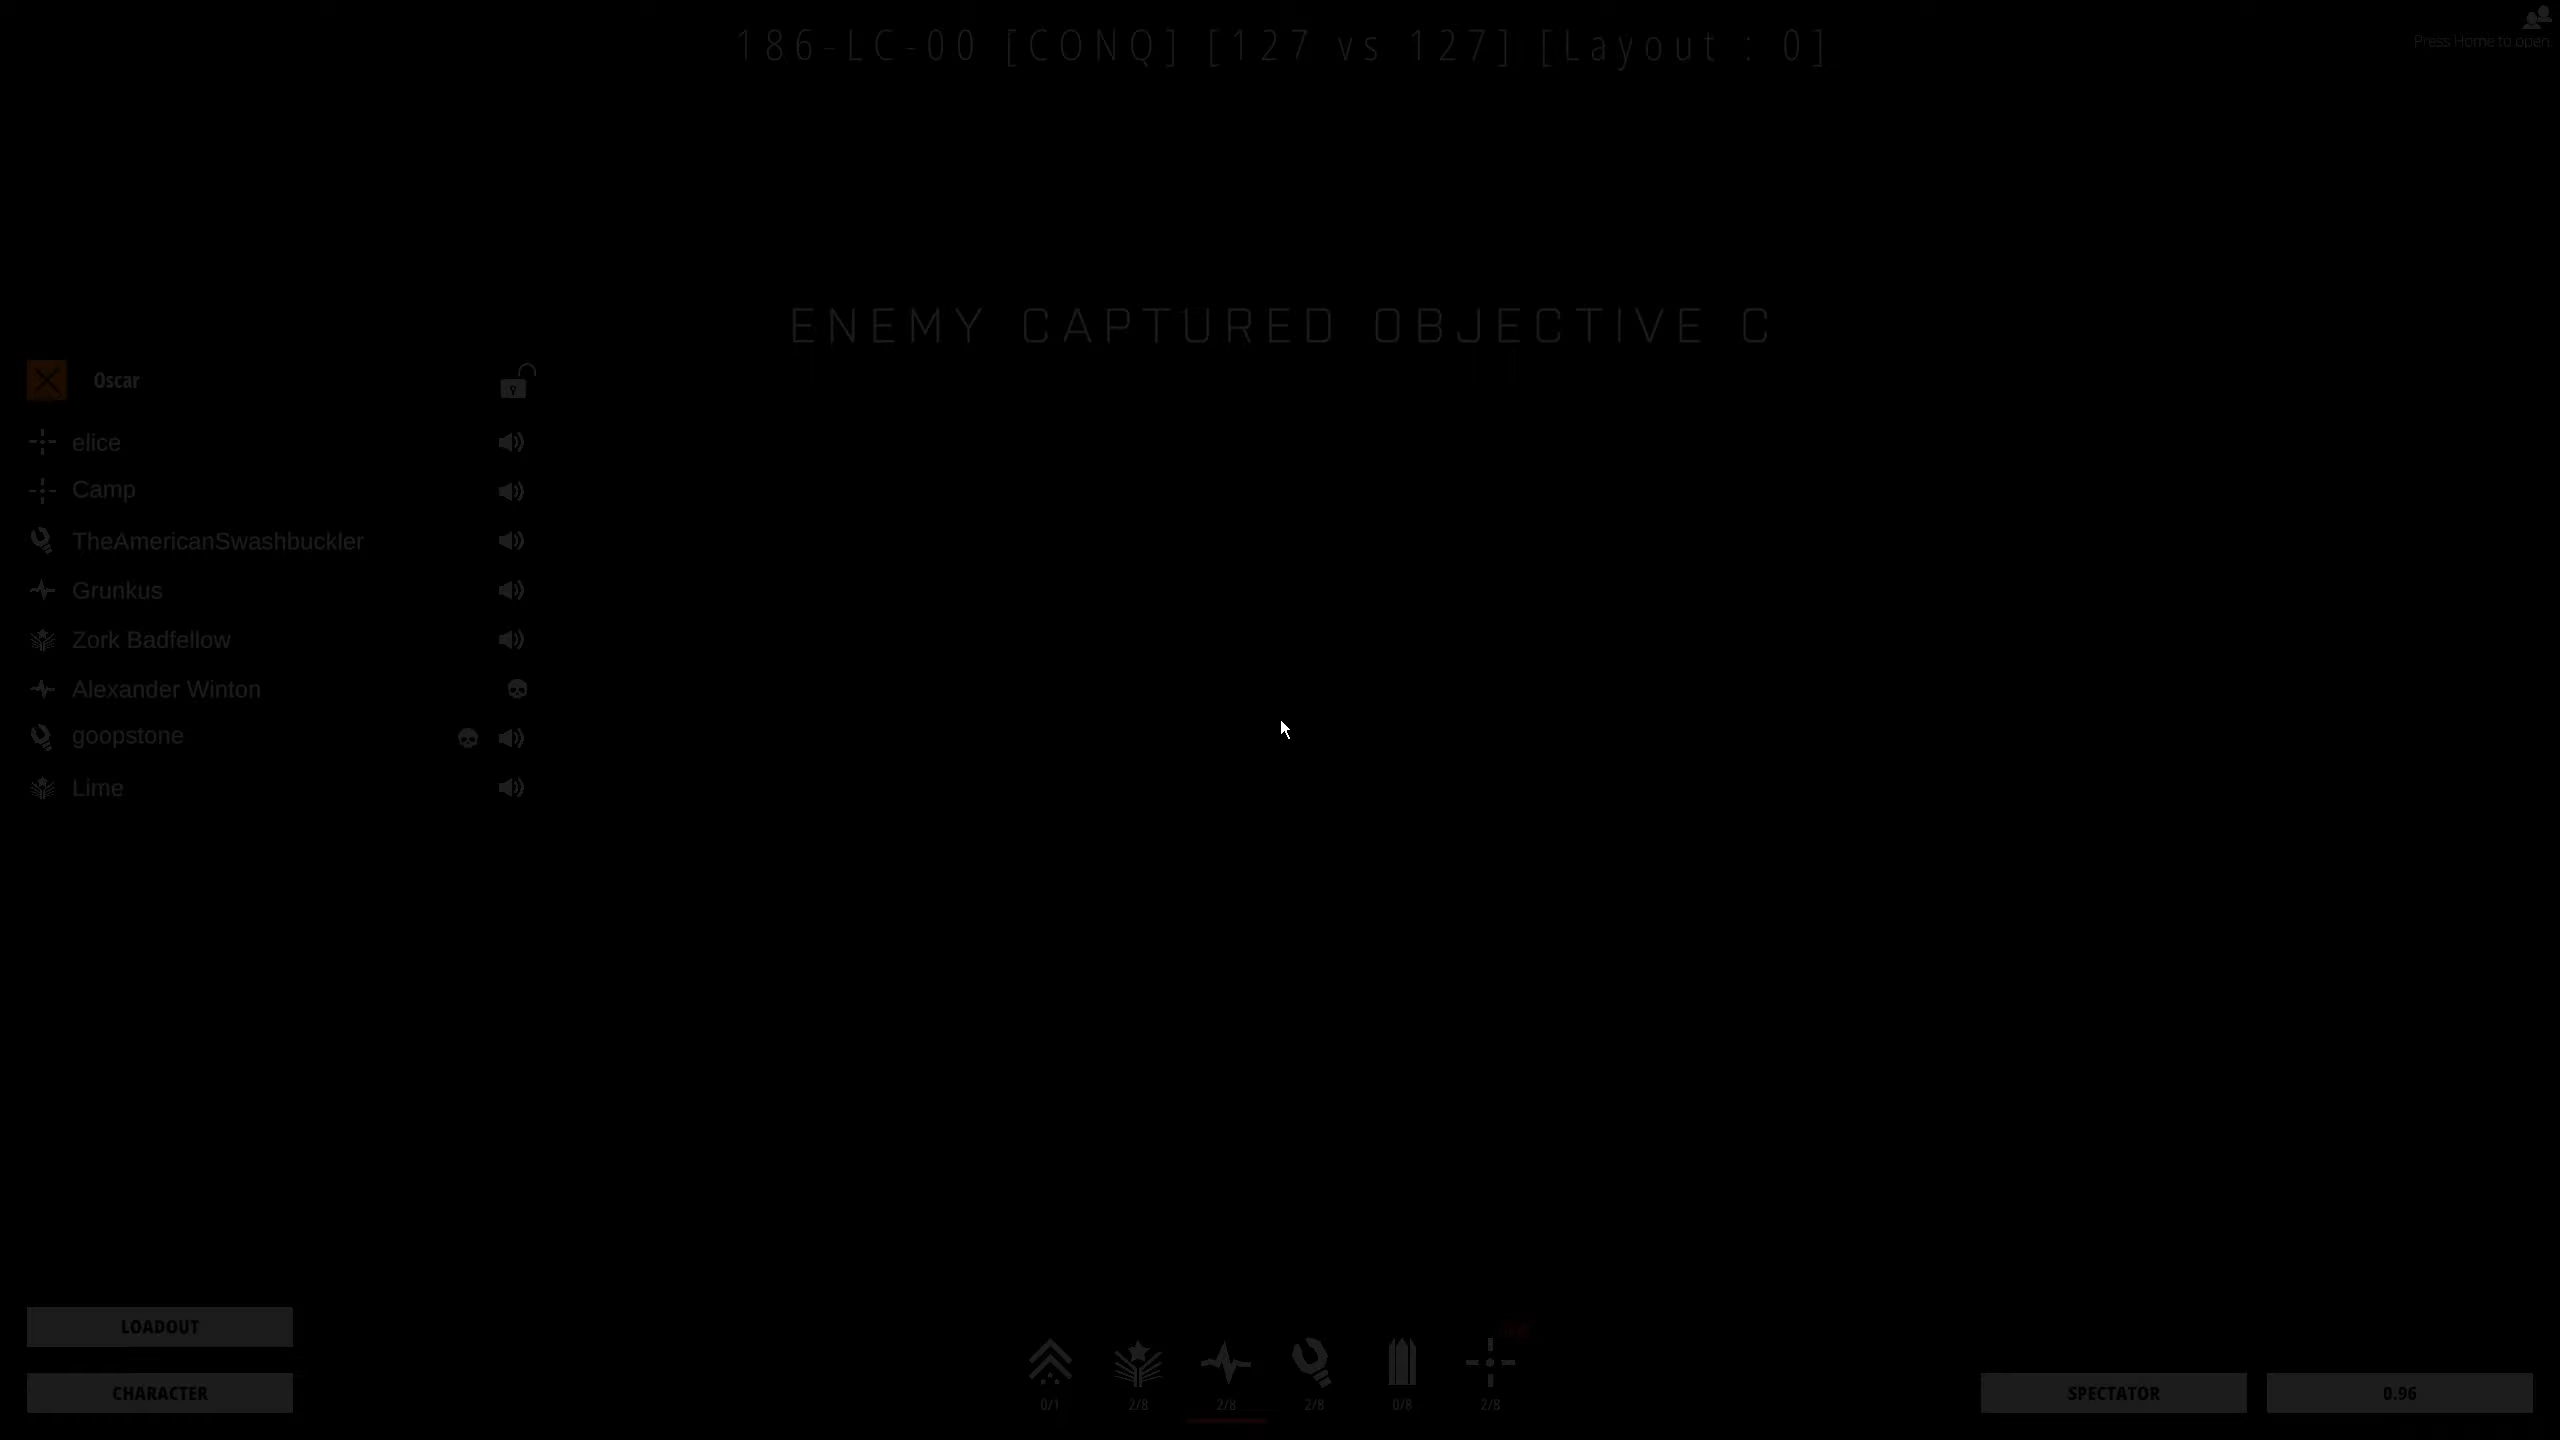 186-LC-00 [CONQ] [127 vs 127] [Layout : 0]
Press Home to open.
ENEMY CAPTURED OBJECTIVE C
Oscar
elice
Camp
TheAmericanSwashbuckler
Grunkus
Zork Badfellow
Alexander Winton
goopstone
Lime
LOADOUT
CHARACTER
0/1
2/8
2/8
2/8
0/8
2/8
SPECTATOR
0.96